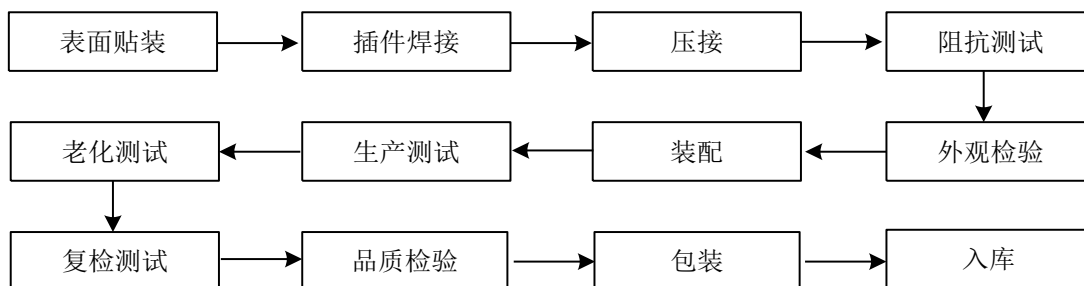 表面贴装
插件焊接
压接
阻抗测试
外观检验
装配
生产测试
老化测试
复检测试
品质检验
包装
入库